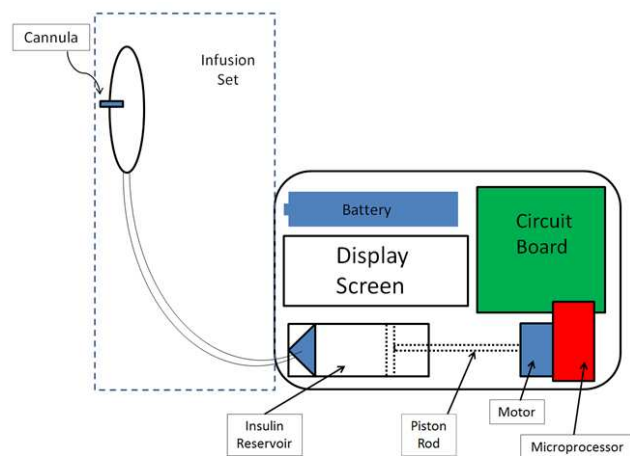 Cannula
Infusion
Set
Battery
Circuit
Board
Display
Screen
Insulin
Reservoir
Piston
Rod
Motor
Microprocessor